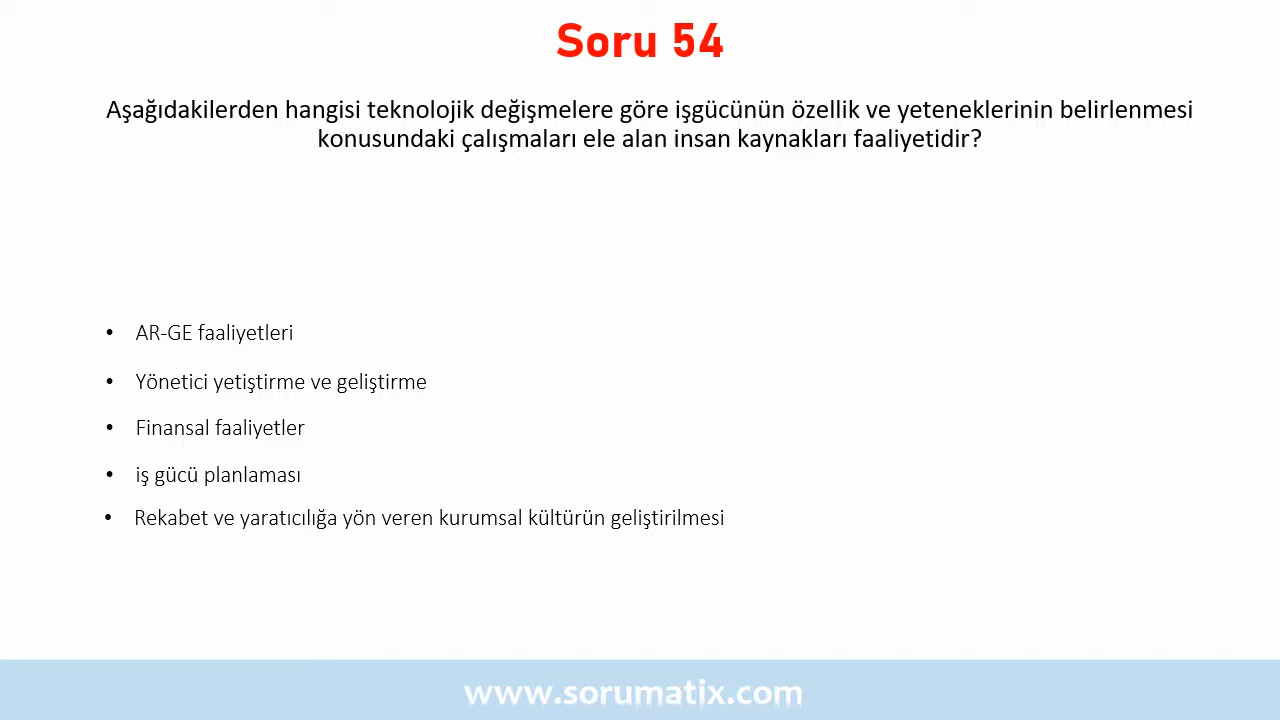 Soru 54
Aşağıdakilerden hangisi teknolojik değişmelere göre işgücünün özellik ve yeteneklerinin belirlenmesi
konusundaki çalışmaları ele alan insan kaynakları faaliyetidir?
• AR-GE faaliyetleri
• Yönetici yetiştirme ve geliştirme
• Finansal faaliyetler
• iş gücü planlaması
• Rekabet ve yaratıcılığa yön veren kurumsal kültürün geliştirilmesi
www.sorumatix.com